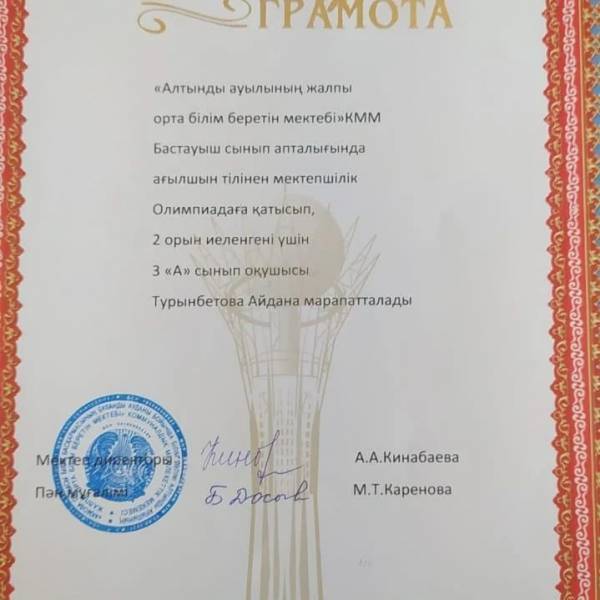 ГРАМОТА
«Алтынды ауылының жалпы
орта білім беретін мектебі»КММ
Бастауыш сынып апталығында
ағылшын тілінен мектепшілік
Олимпиадаға қатысып,
2 орын иеленгені үшін
3 «А» сынып оқушысы
Турынбетова Айдана марапатталады
Мектеп директоры А.А.Кинабаева
Пән мұғалімі М.Т.Каренова